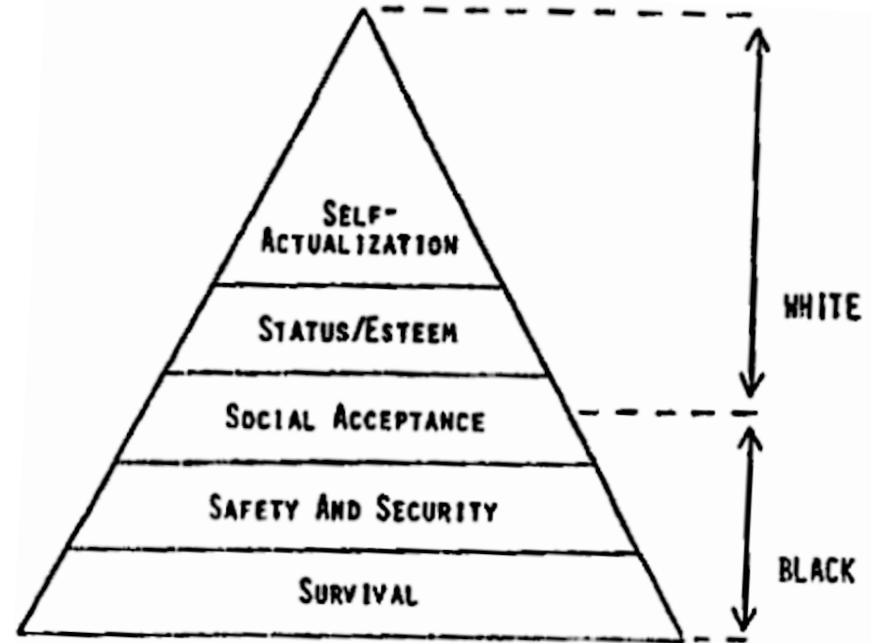 SELF-
ACTUALIZATION
STATUS/ESTEEM
WHITE
SOCIAL ACCEPTANCE
SAFETY AND SECURITY
BLACK
SURVIVAL